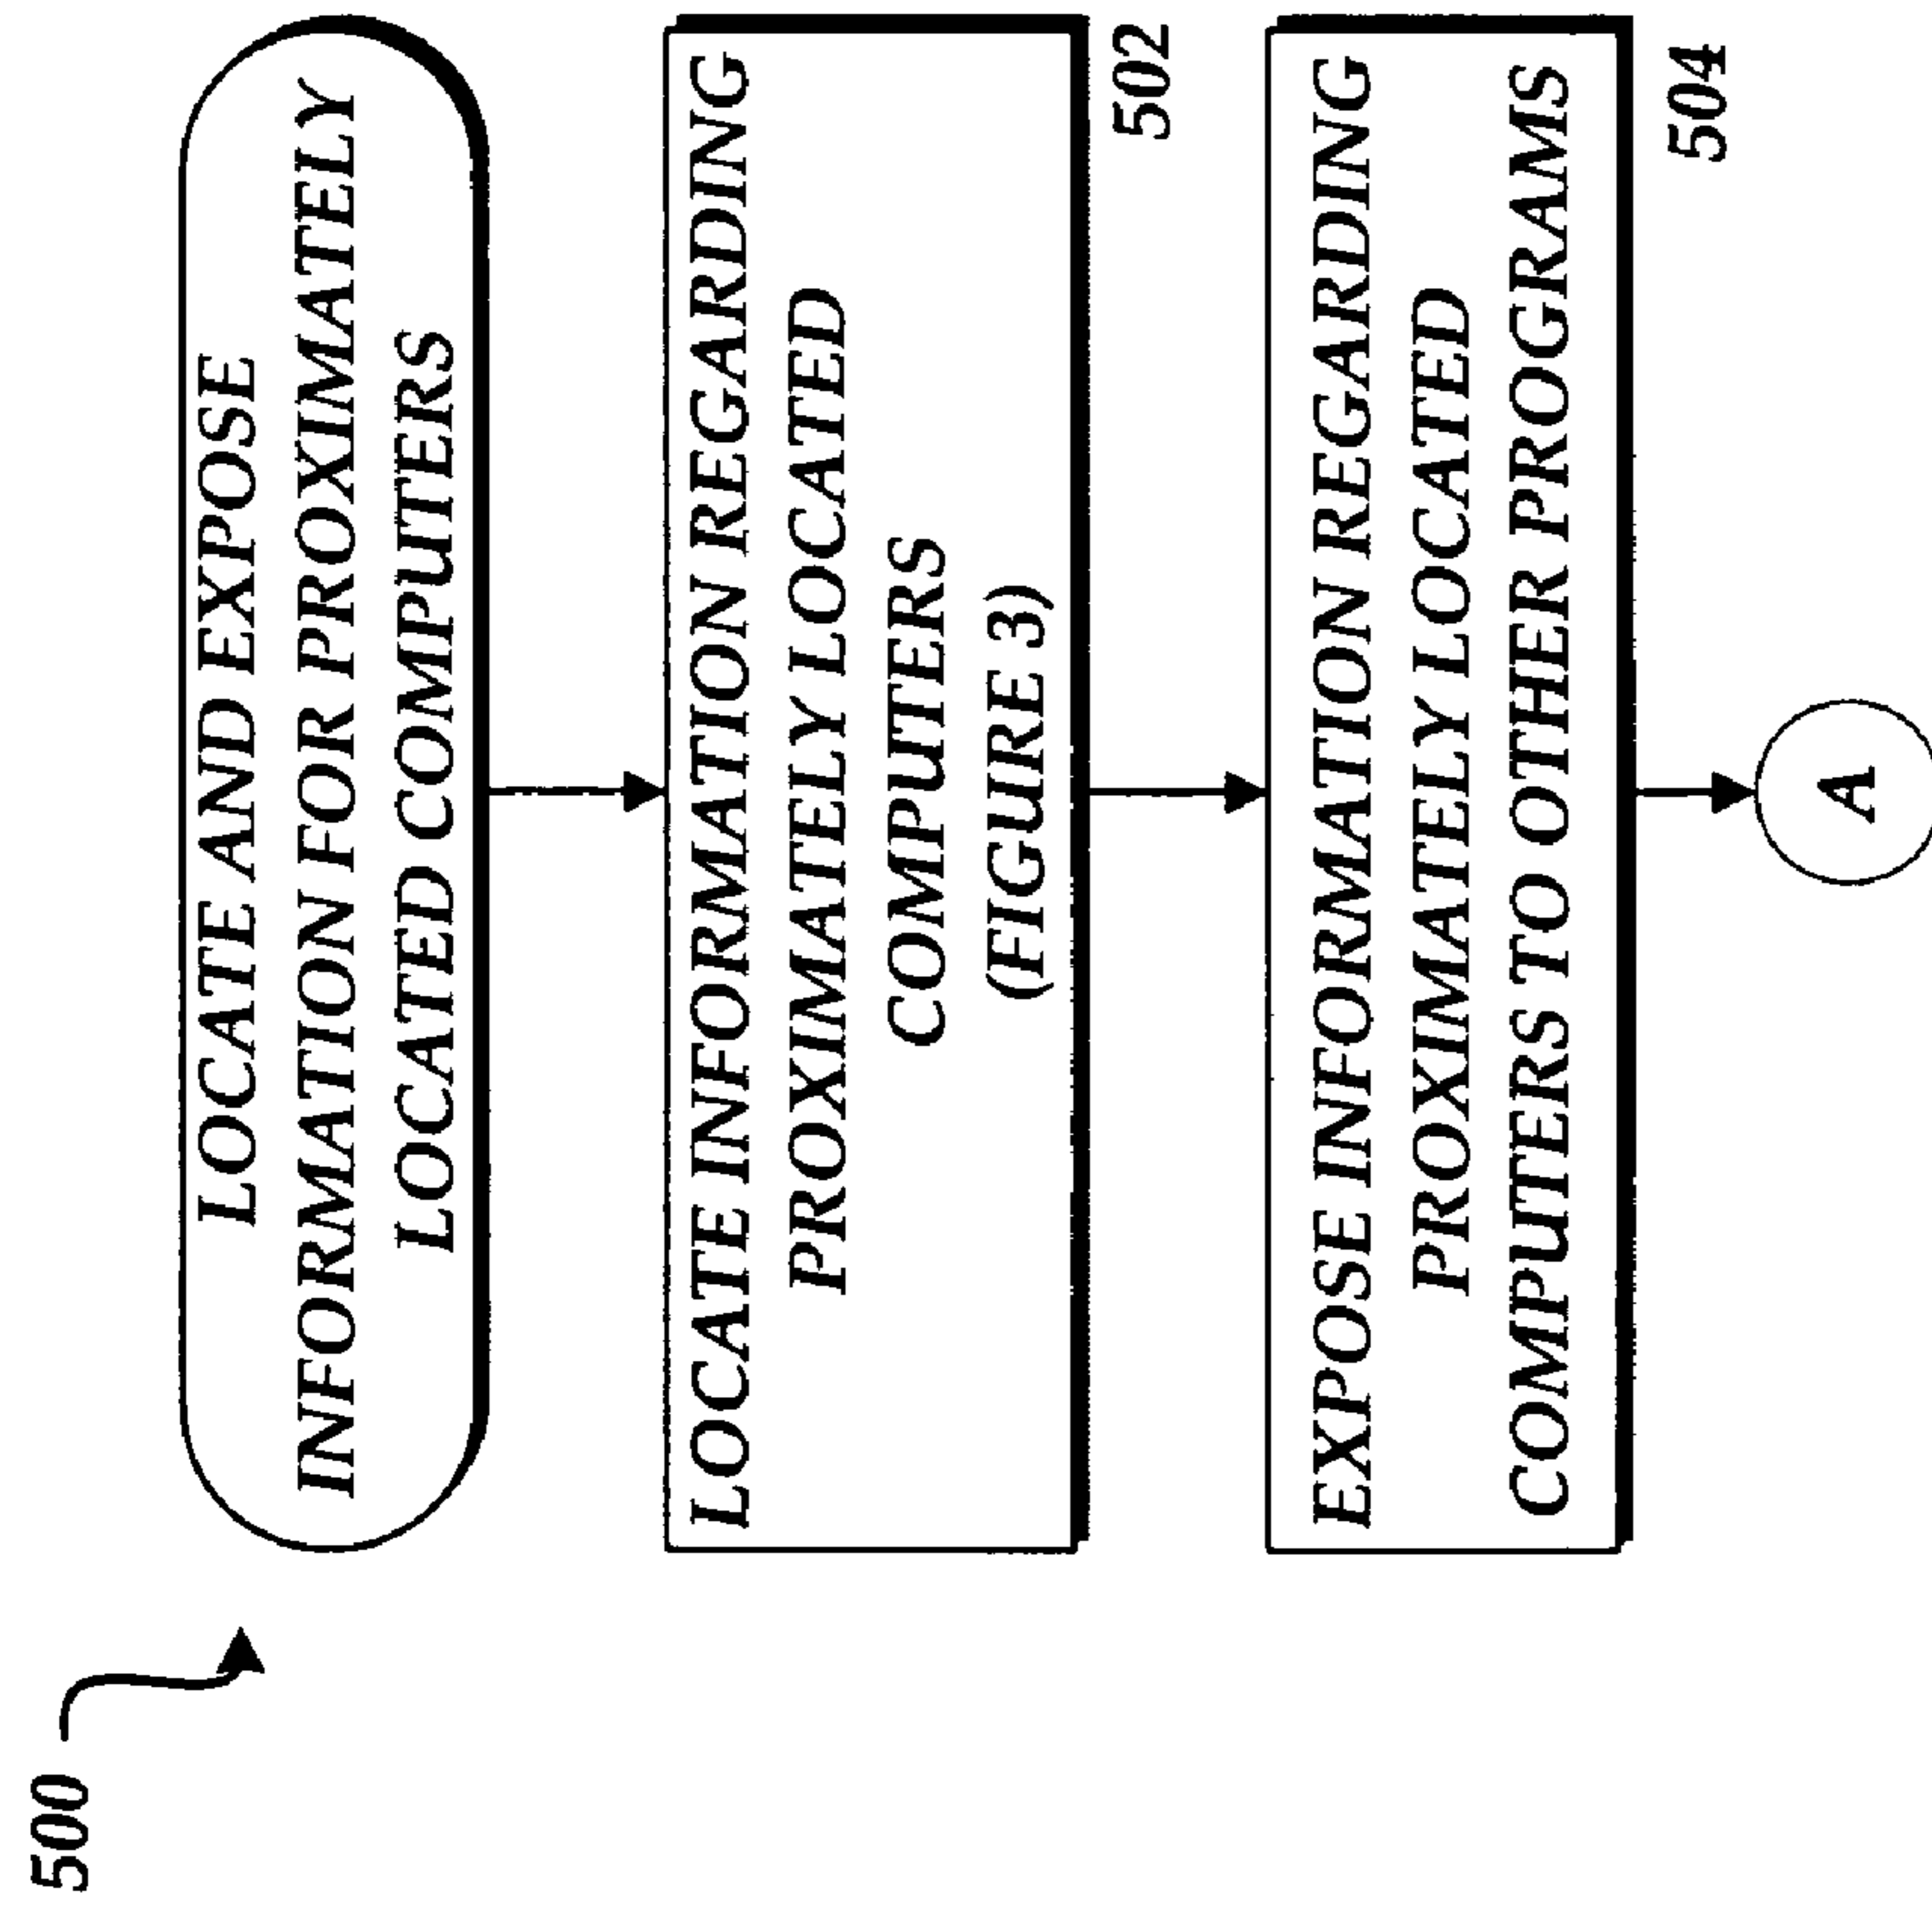 500
LOCATE AND EXPOSE
INFORMATION FOR PROXIMATELY
LOCATED COMPUTERS
LOCATE INFORMATION REGARDING
PROXIMATELY LOCATED
COMPUTERS
(FIGURE 3)
502
EXPOSE INFORMATION REGARDING
PROXIMATELY LOCATED
COMPUTERS TO OTHER PROGRAMS
504
A